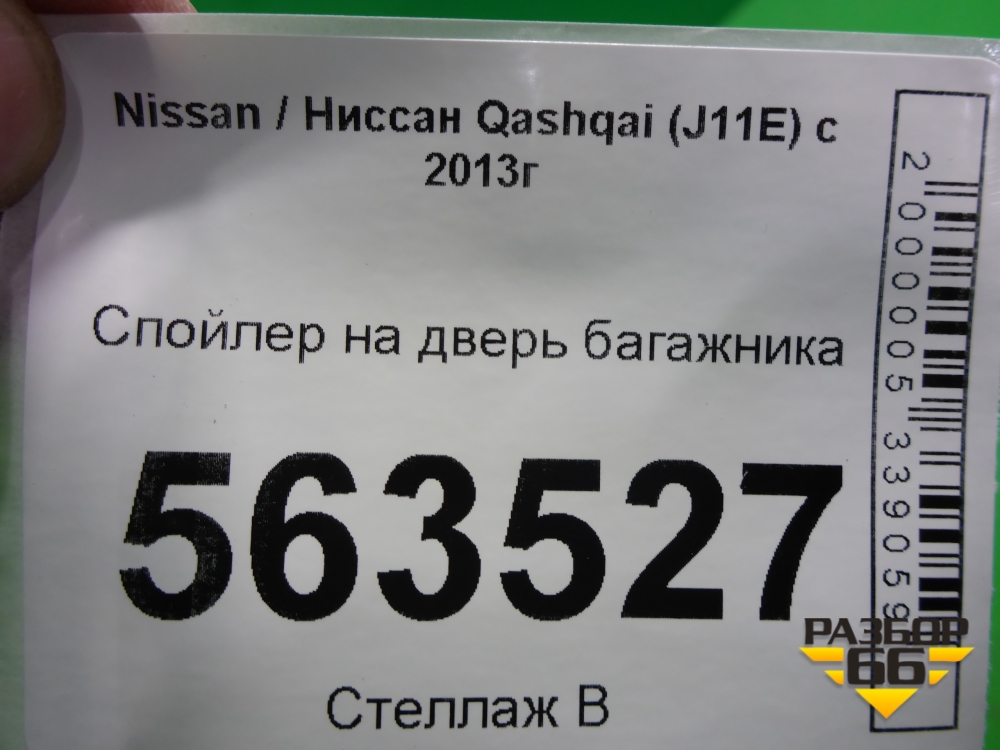 Nissan / Ниссан Qashqai (J11E) с
2013г
Спойлер на дверь багажника
563527
Стеллаж В
2000005339059
РАЗБОР
66